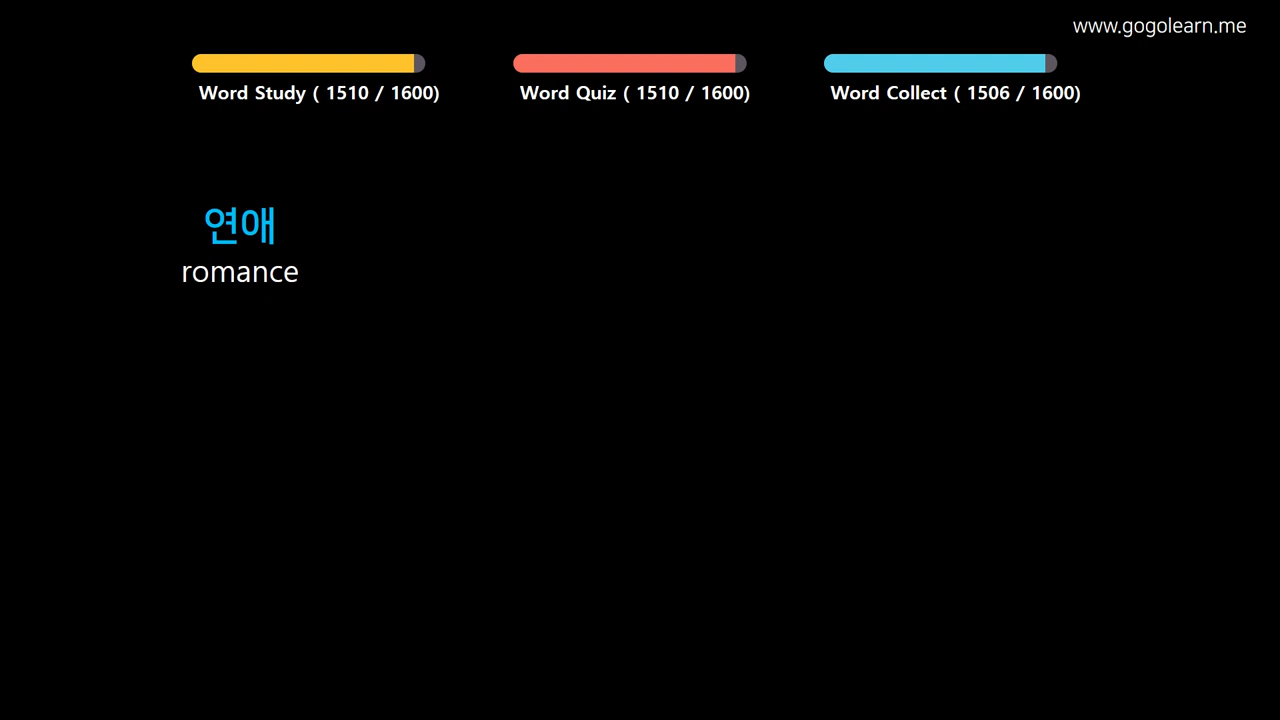 www.gogolearn.me
Word Study ( 1510 / 1600)
Word Quiz ( 1510 / 1600)
Word Collect ( 1506 / 1600)
연애
romance